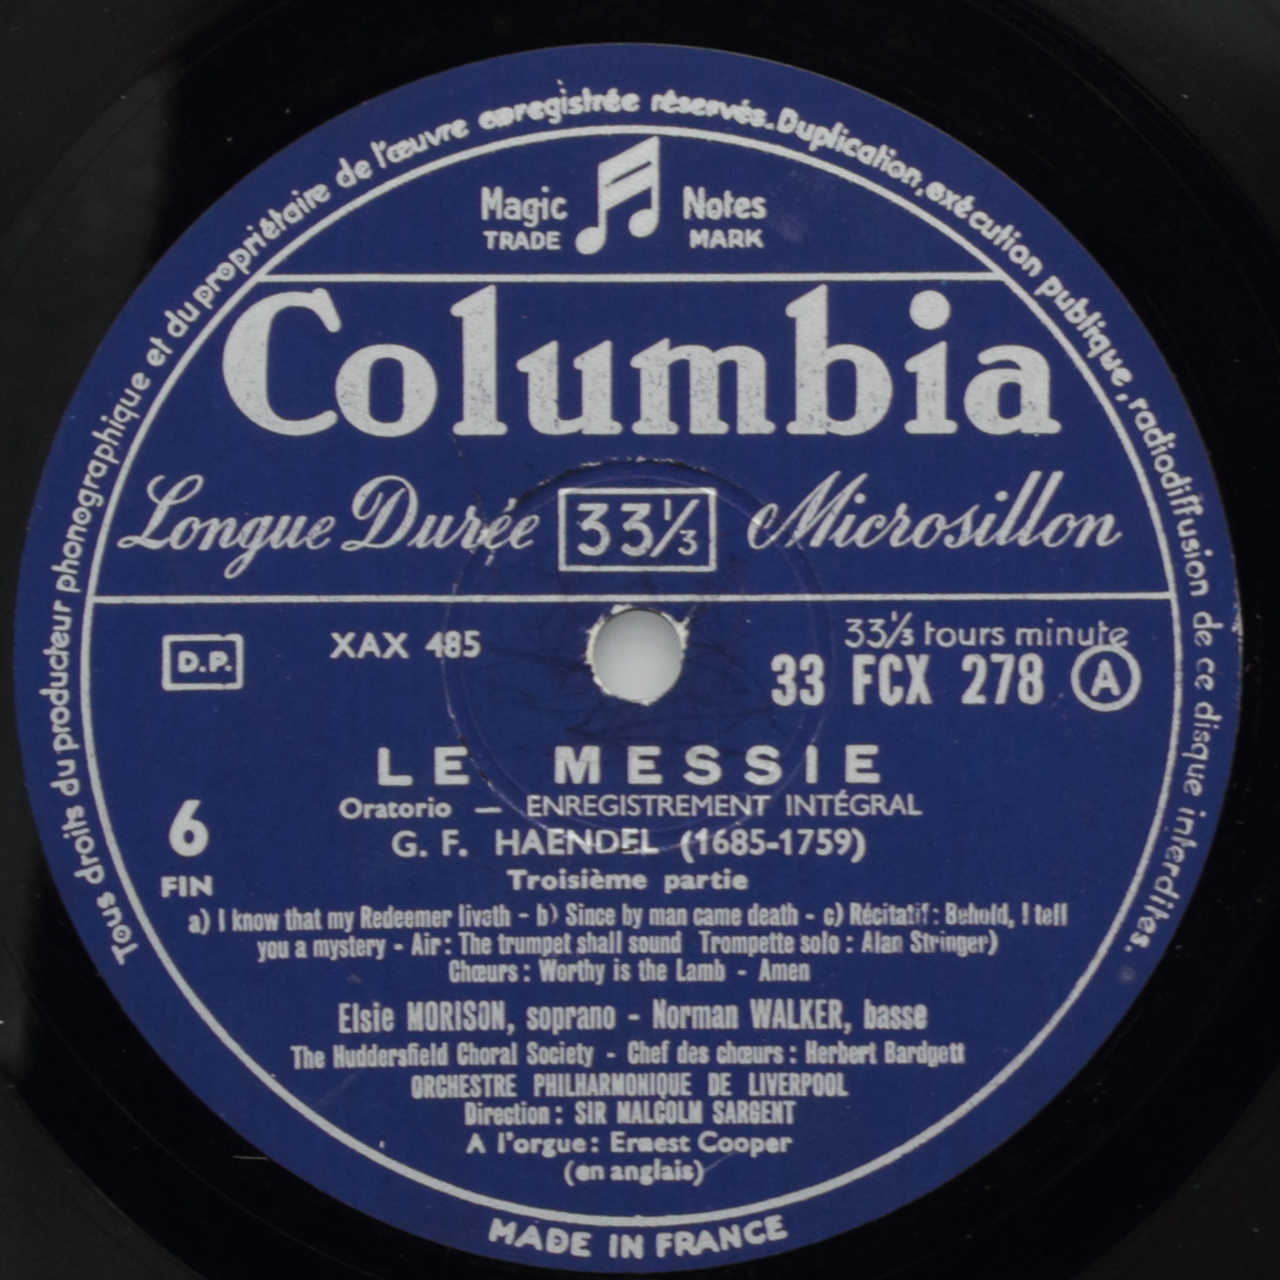 Tous droits du producteur phonographique et du propriétaire de l'œuvre enregistrée réservés. Duplication, exécution publique, radiodiffusion de ce disque interdites.
Magic Notes
TRADE MARK
Columbia
Longue Durée 33⅓ Microsillon
D.P. XAX 485 33⅓ tours minute
33 FCX 278 A
LE MESSIE
Oratorio — ENREGISTREMENT INTÉGRAL
6 G. F. HAENDEL (1685-1759)
FIN Troisième partie
a) I know that my Redeemer livath - b) Since by man came death - c) Récitatif : Behold, I tell
you a mystery - Air : The trumpet shall sound Trompette solo : Alan Stringer)
Chœurs : Worthy is the Lamb - Amen
Elsie MORISON, soprano - Norman WALKER, basse
The Huddersfield Choral Society - Chef des chœurs : Herbert Bardgett
ORCHESTRE PHILHARMONIQUE DE LIVERPOOL
Direction : SIR MALCOLM SARGENT
A l'orgue : Ernest Cooper
(en anglais)
MADE IN FRANCE